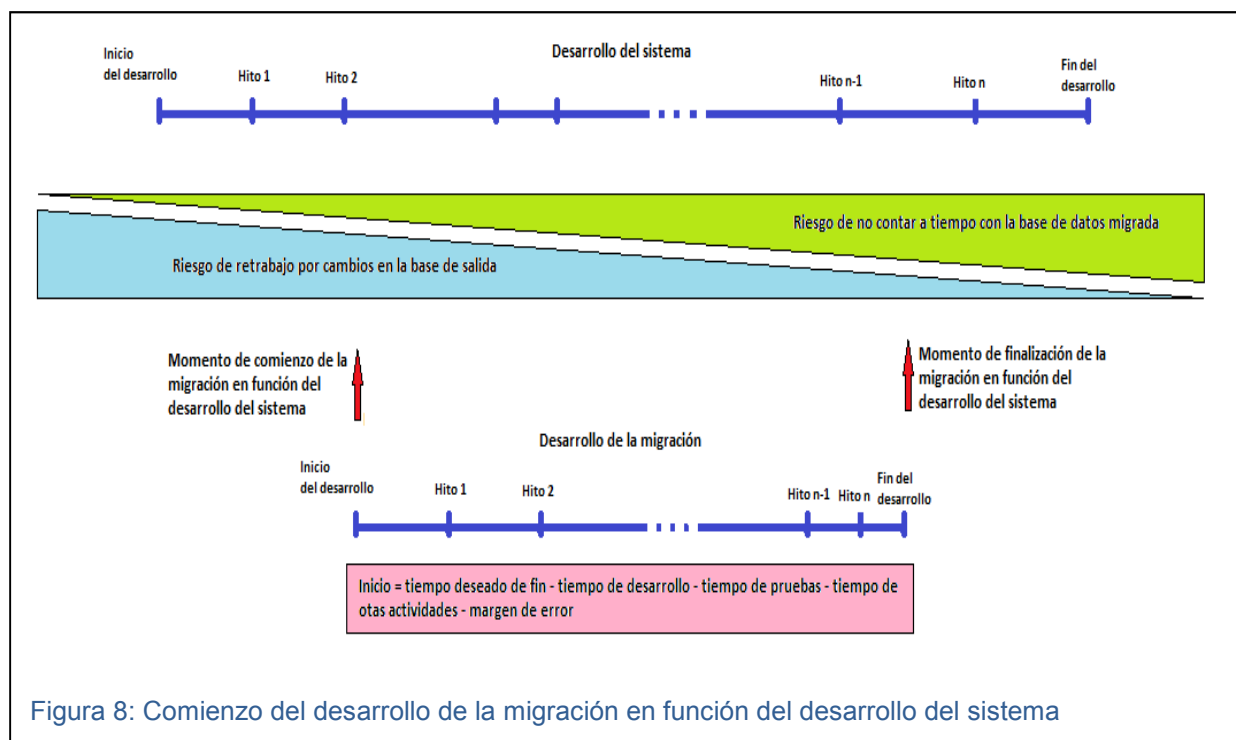 Desarrollo del sistema
Inicio
del desarrollo
Hito 1
Hito 2
Hito n-1
Hito n
Fin del
desarrollo
Riesgo de no contar a tiempo con la base de datos migrada
Riesgo de retrabajo por cambios en la base de salida
Momento de comienzo de la
migración en función del
desarrollo del sistema
Momento de finalización de la
migración en función del
desarrollo del sistema
Desarrollo de la migración
Inicio
del desarrollo
Hito 1
Hito 2
Hito n-1
Hito n
Fin del
desarrollo
Inicio = tiempo deseado de fin - tiempo de desarrollo - tiempo de pruebas - tiempo de
otas actividades - margen de error
Figura 8: Comienzo del desarrollo de la migración en función del desarrollo del sistema